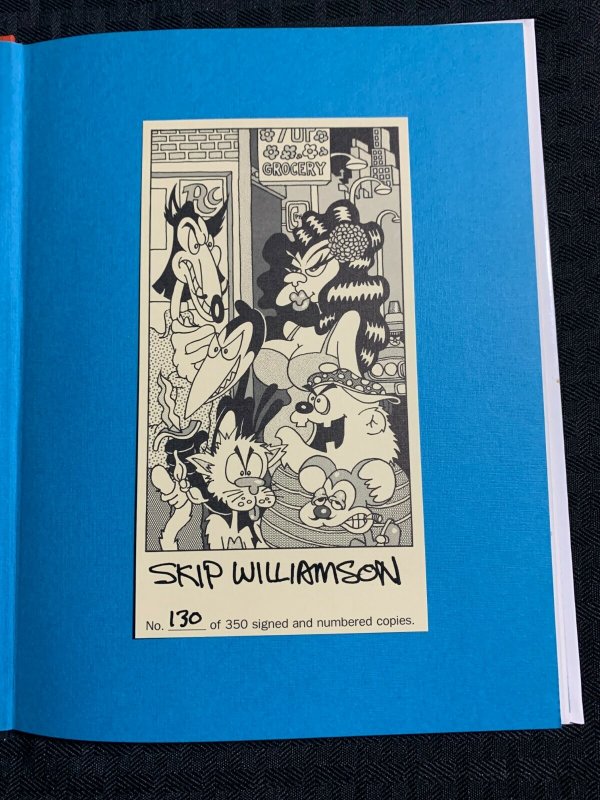 7 UP
GROCERY
RC
G
SKIP WILLIAMSON
No. 130 of 350 signed and numbered copies.